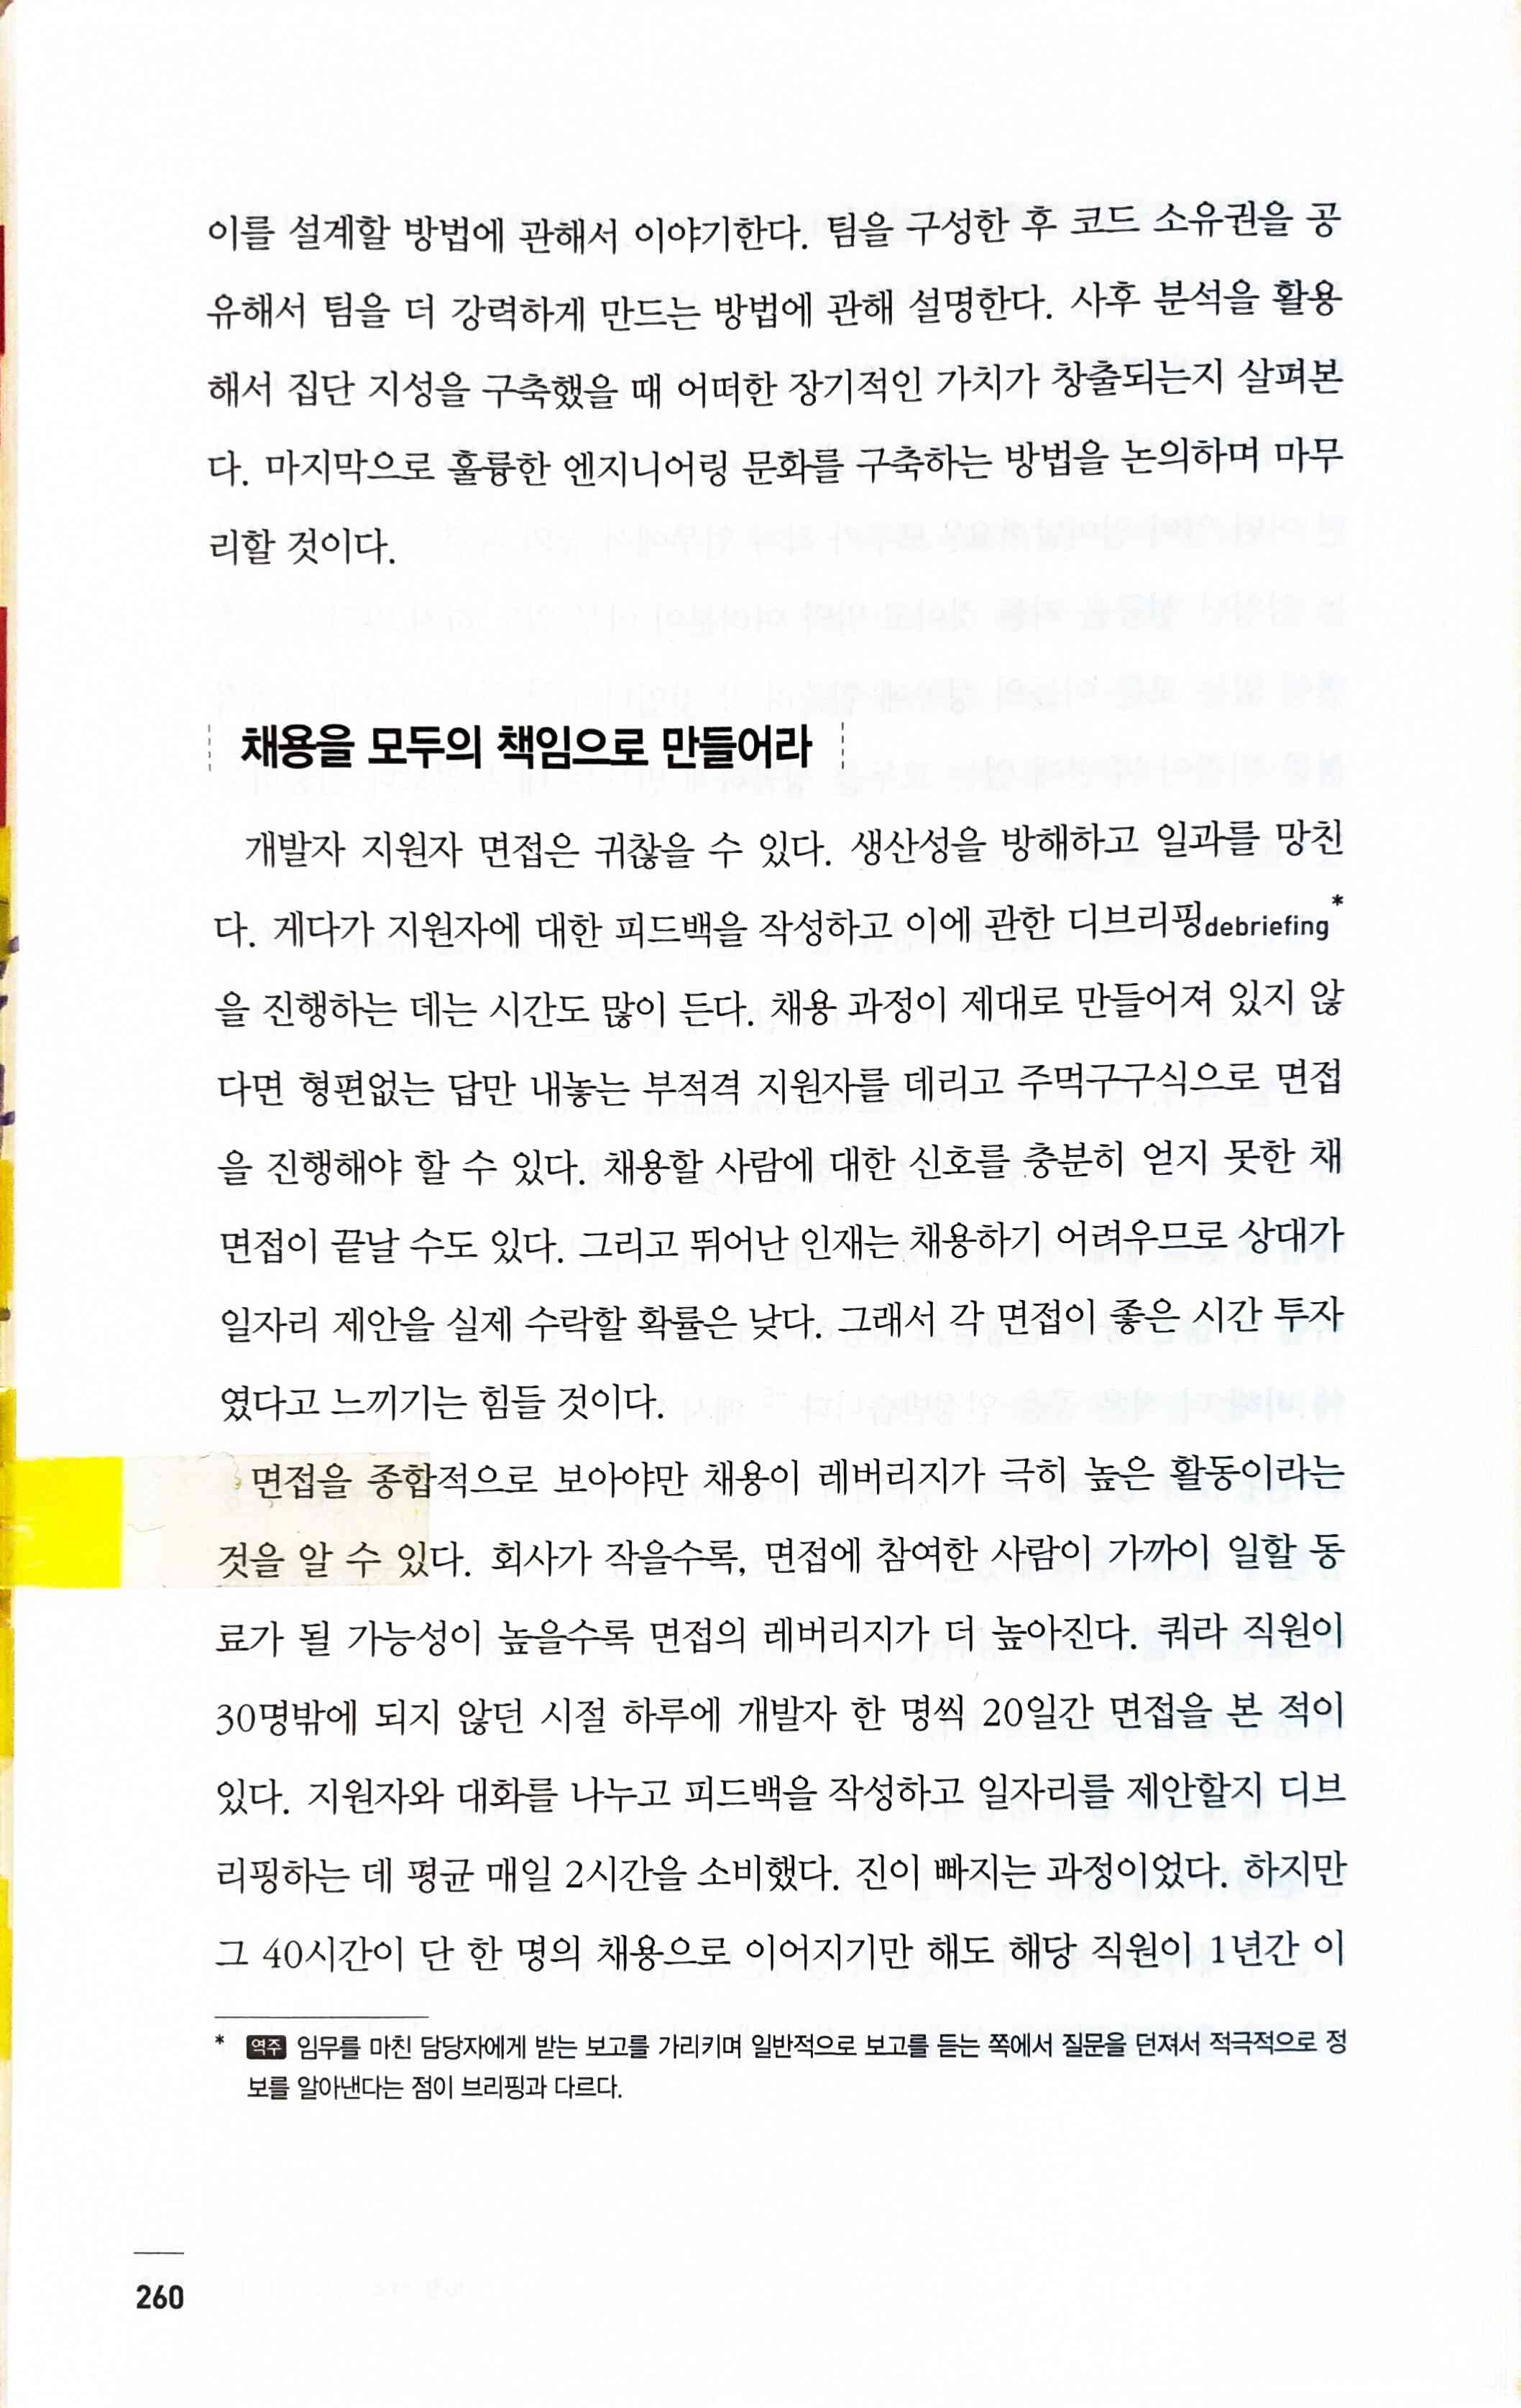 이를 설계할 방법에 관해서 이야기한다. 팀을 구성한 후 코드 소유권을 공
유해서 팀을 더 강력하게 만드는 방법에 관해 설명한다. 사후 분석을 활용
해서 집단 지성을 구축했을 때 어떠한 장기적인 가치가 창출되는지 살펴본
다. 마지막으로 훌륭한 엔지니어링 문화를 구축하는 방법을 논의하며 마무
리할 것이다.
채용을 모두의 책임으로 만들어라
개발자 지원자 면접은 귀찮을 수 있다. 생산성을 방해하고 일과를 망친
다. 게다가 지원자에 대한 피드백을 작성하고 이에 관한 디브리핑debriefing*
을 진행하는 데는 시간도 많이 든다. 채용 과정이 제대로 만들어져 있지 않
다면 형편없는 답만 내놓는 부적격 지원자를 데리고 주먹구구식으로 면접
을 진행해야 할 수 있다. 채용할 사람에 대한 신호를 충분히 얻지 못한 채
면접이 끝날 수도 있다. 그리고 뛰어난 인재는 채용하기 어려우므로 상대가
일자리 제안을 실제 수락할 확률은 낮다. 그래서 각 면접이 좋은 시간 투자
였다고 느끼기는 힘들 것이다.
면접을 종합적으로 보아야만 채용이 레버리지가 극히 높은 활동이라는
것을 알 수 있다. 회사가 작을수록, 면접에 참여한 사람이 가까이 일할 동
료가 될 가능성이 높을수록 면접의 레버리지가 더 높아진다. 쿼라 직원이
30명밖에 되지 않던 시절 하루에 개발자 한 명씩 20일간 면접을 본 적이
있다. 지원자와 대화를 나누고 피드백을 작성하고 일자리를 제안할지 디브
리핑하는 데 평균 매일 2시간을 소비했다. 진이 빠지는 과정이었다. 하지만
그 40시간이 단 한 명의 채용으로 이어지기만 해도 해당 직원이 1년간 이
* 역주 임무를 마친 담당자에게 받는 보고를 가리키며 일반적으로 보고를 듣는 쪽에서 질문을 던져서 적극적으로 정
보를 알아낸다는 점이 브리핑과 다르다.
260